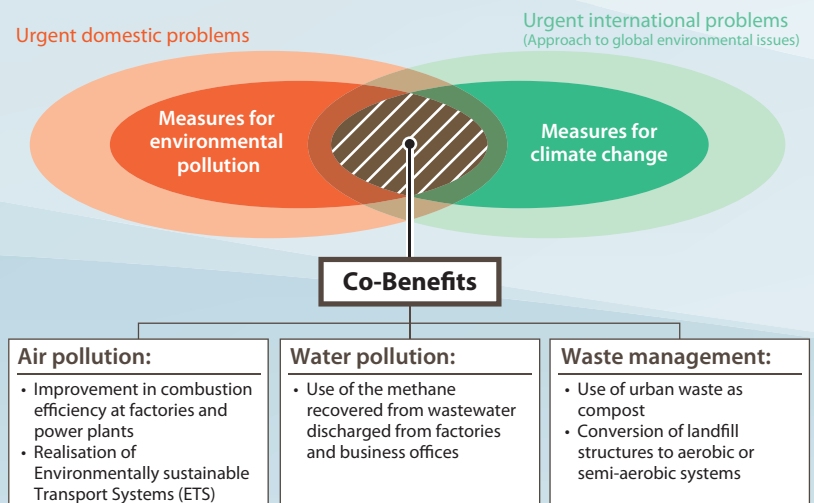 Urgent domestic problems
Urgent international problems
(Approach to global environmental issues)
Measures for
environmental
pollution
Measures for
climate change
Co-Benefits
Air pollution:
• Improvement in combustion
efficiency at factories and
power plants
• Realisation of
Environmentally sustainable
Transport Systems (ETS)
Water pollution:
• Use of the methane
recovered from wastewater
discharged from factories
and business offices
Waste management:
• Use of urban waste as
compost
• Conversion of landfill
structures to aerobic or
semi-aerobic systems